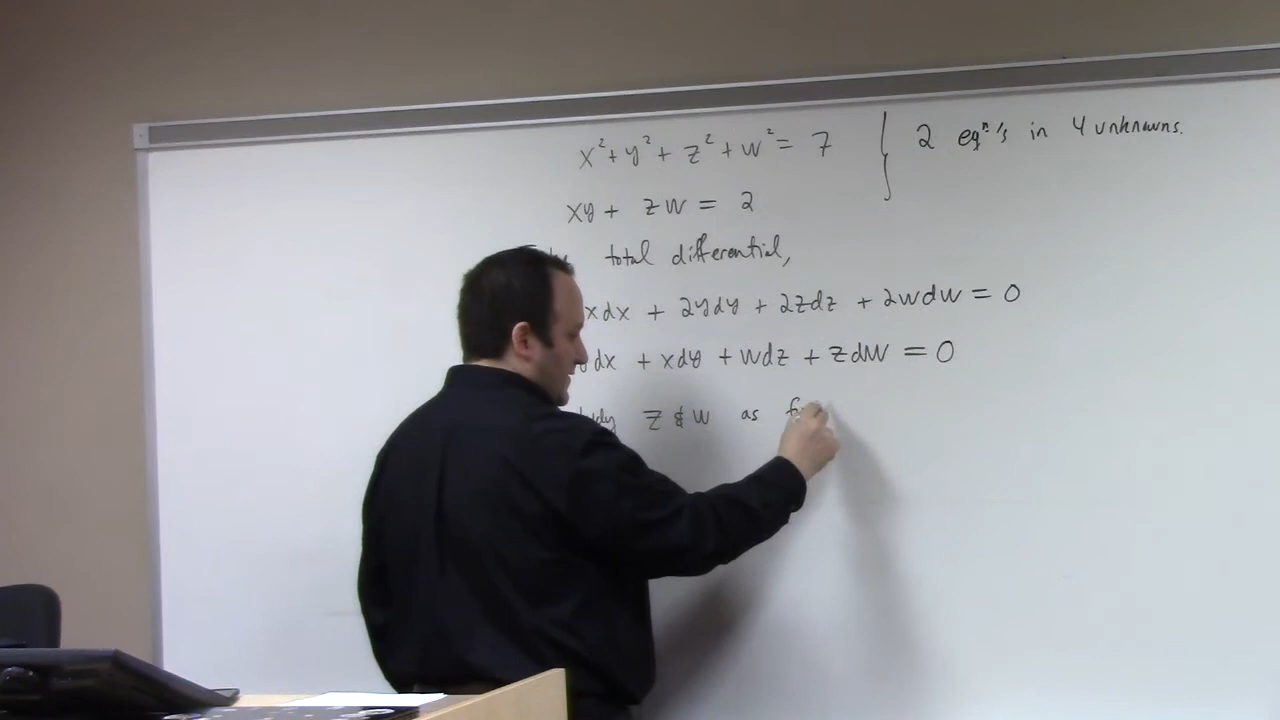 x² + y² + z² + w² = 7 { 2 eqⁿ's in 4 unknowns.
xy + zw = 2
total differential,
xdx + 2ydy + 2zdz + 2wdw = 0
dx + xdy + wdz + zdw = 0
z & w as